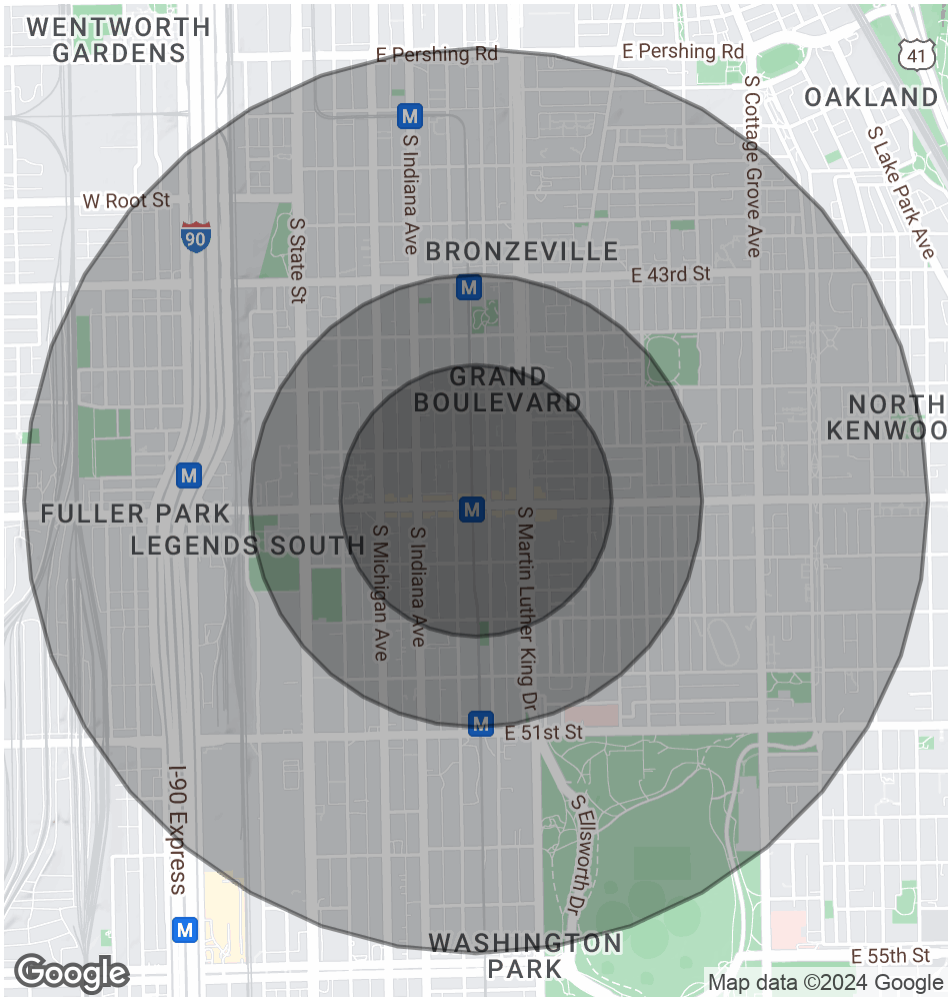 WENTWORTH
GARDENS
E Pershing Rd
E Pershing Rd
41
OAKLAND
M
S Indiana Ave
S Cottage Grove Ave
S Lake Park Ave
W Root St
90
S State St
BRONZEVILLE
E 43rd St
M
GRAND
BOULEVARD
NORTH
KENWOO
M
FULLER PARK
M
LEGENDS SOUTH
S Michigan Ave
S Indiana Ave
S Martin Luther King Dr
M
E 51st St
I-90 Express
S Ellsworth Dr
M
WASHINGTON
PARK
E 55th St
Google
Map data ©2024 Google